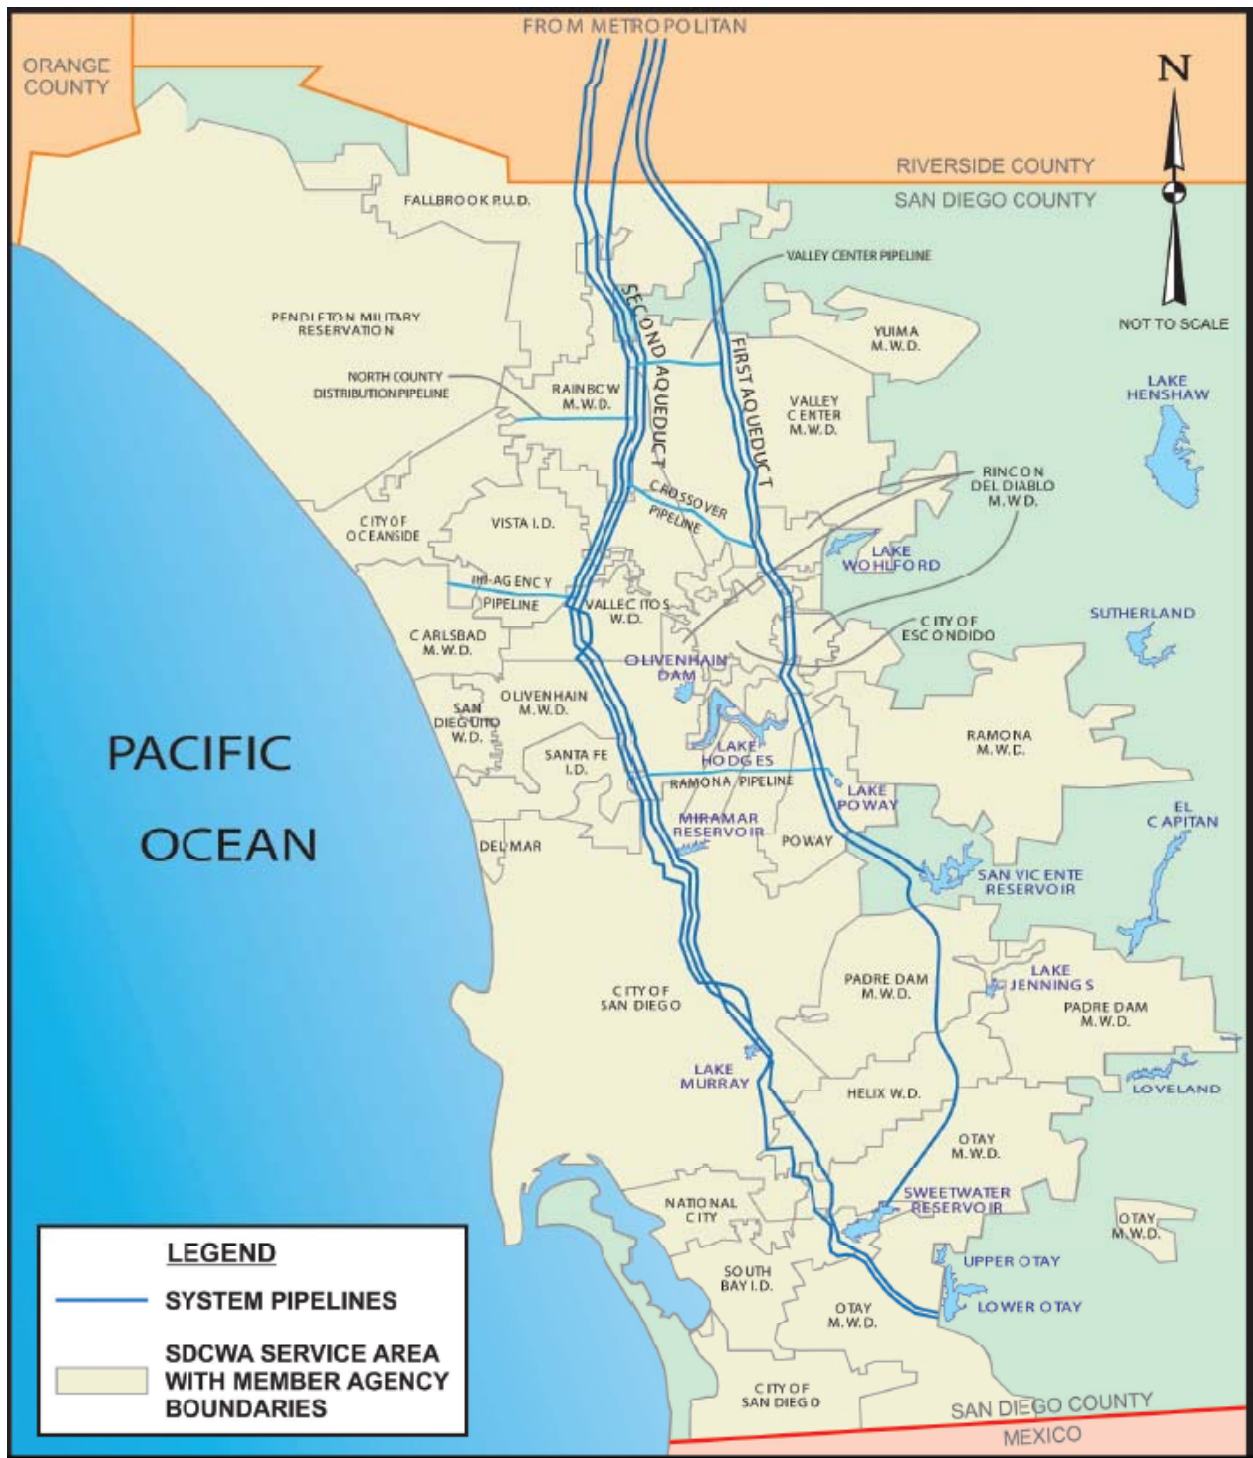 FROM METROPOLITAN
ORANGE
COUNTY
N
RIVERSIDE COUNTY
SAN DIEGO COUNTY
FALLBROOK P.U.D.
VALLEY CENTER PIPELINE
SECOND AQUEDUCT
FIRST AQUEDUCT
PENDLETON MILITARY
RESERVATION
NOT TO SCALE
YUIMA
M.W.D.
NORTH COUNTY
DISTRIBUTION PIPELINE
RAINBCW
M.W.D.
VALLEY
CENTER
M.W.D.
LAKE
HENSHAW
RINCON
DEL DIABLO
M.W.D.
CROSSOVER
PIPELINE
CITY OF
OCEANSIDE
VISTA I.D.
LAKE
WOHLFORD
TRI-AGENCY
PIPELINE
VALLECITOS
W.D.
SUTHERLAND
CITY OF
ESCONDIDO
CARLSBAD
M.W.D.
OLIVENHAIN
DAM
OLIVENHAIN
M.W.D.
SAN
DIEGUITO
W.D.
RAMONA
M.W.D.
PACIFIC
OCEAN
SANTA FE
I.D.
LAKE
HODGES
RAMONA PIPELINE
LAKE
POWAY
EL
CAPITAN
MIRAMAR
RESERVOIR
POWAY
DEL MAR
SAN VICENTE
RESERVOIR
CITY OF
SAN DIEGO
PADRE DAM
M.W.D.
LAKE
JENNINGS
PADRE DAM
M.W.D.
LAKE
MURRAY
HELIX W.D.
LOVELAND
OTAY
M.W.D.
NATIONAL
CITY
SWEETWATER
RESERVOIR
OTAY
M.W.D.
UPPER OTAY
SOUTH
BAY I.D.
LOWER OTAY
OTAY
M.W.D.
CITY OF
SAN DIEGO
SAN DIEGO COUNTY
MEXICO
LEGEND
SYSTEM PIPELINES
SDCWA SERVICE AREA
WITH MEMBER AGENCY
BOUNDARIES